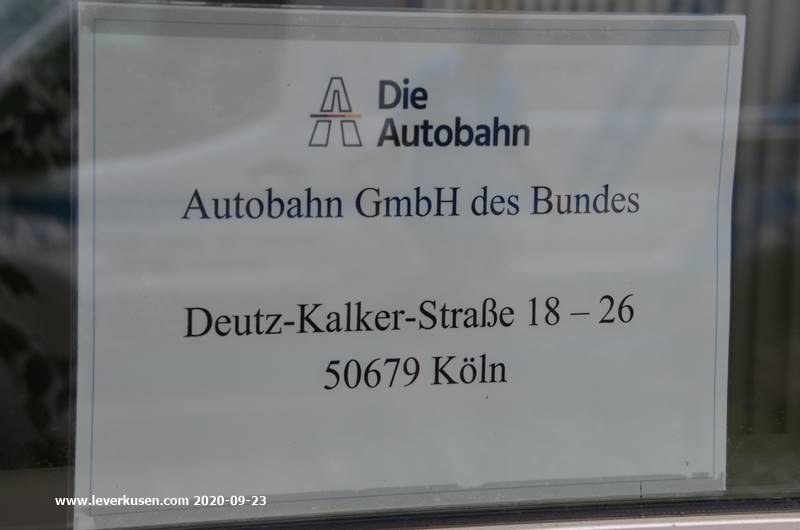 Die
Autobahn
Autobahn GmbH des Bundes
Deutz-Kalker-Straße 18 – 26
50679 Köln
www.leverkusen.com 2020-09-23